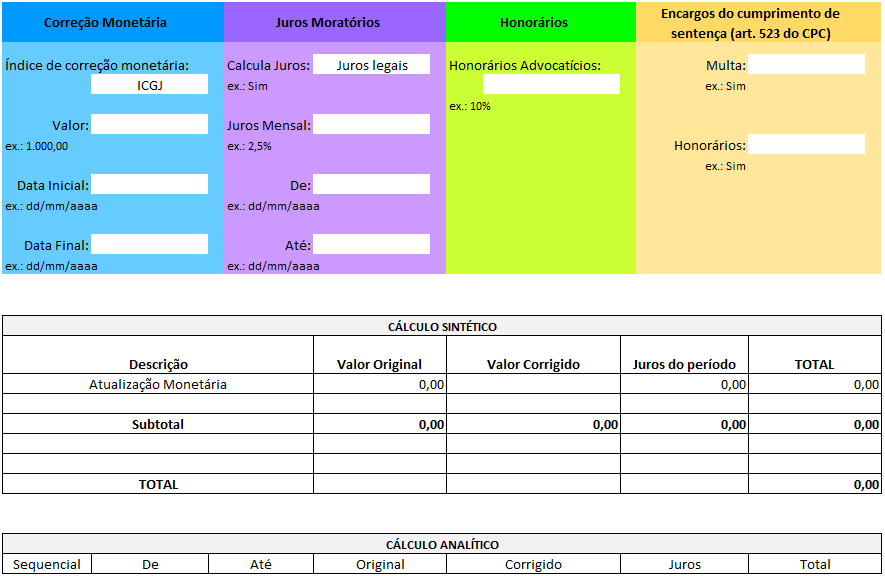 Correção Monetária
Juros Moratórios
Honorários
Encargos do cumprimento de
sentença (art. 523 do CPC)
Índice de correção monetária:
ICGJ
Valor:
ex.: 1.000,00
Data Inicial:
ex.: dd/mm/aaaa
Data Final:
ex.: dd/mm/aaaa
Calcula Juros: Juros legais
ex.: Sim
Juros Mensal:
ex.: 2,5%
De:
ex.: dd/mm/aaaa
Até:
ex.: dd/mm/aaaa
Honorários Advocatícios:
ex.: 10%
Multa:
ex.: Sim
Honorários:
ex.: Sim
CÁLCULO SINTÉTICO
Descrição Valor Original Valor Corrigido Juros do período TOTAL
Atualização Monetária 0,00 0,00 0,00
Subtotal 0,00 0,00 0,00 0,00
TOTAL 0,00
CÁLCULO ANALÍTICO
Sequencial De Até Original Corrigido Juros Total